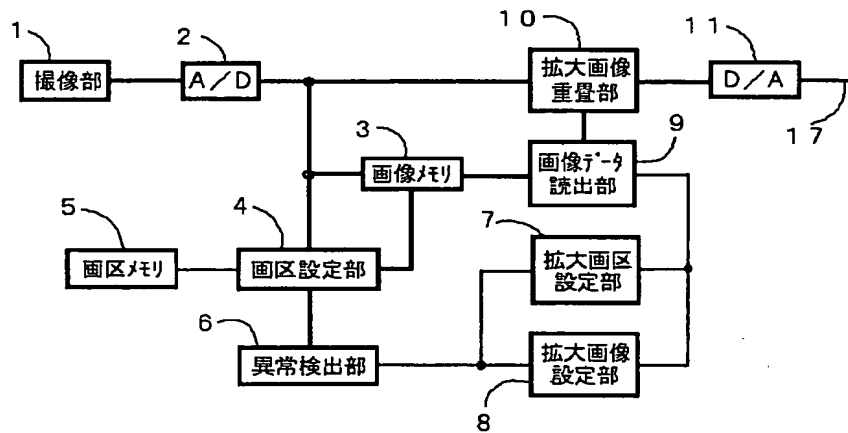 1
撮像部
2
A/D
10
拡大画像
重畳部
11
D/A
17
3
画像メモリ
9
画像データ
読出部
5
画区メモリ
4
画区設定部
7
拡大画区
設定部
6
異常検出部
拡大画像
設定部
8